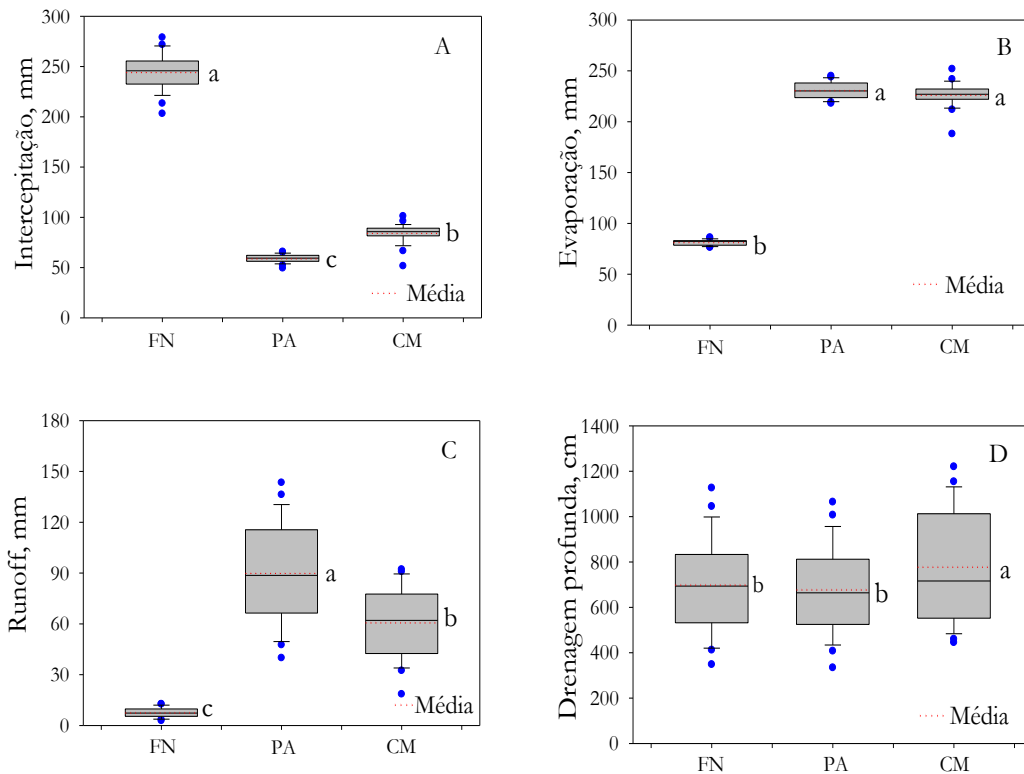 A
Intercepitação, mm
300
250
200
150
100
50
0
a
c
b
Média
FN
PA
CM
B
Evaporação, mm
300
250
200
150
100
50
0
b
a
a
Média
FN
PA
CM
C
Runoff, mm
180
150
120
90
60
30
0
c
a
b
Média
FN
PA
CM
D
Drenagem profunda, cm
1400
1200
1000
800
600
400
200
0
b
b
a
Média
FN
PA
CM